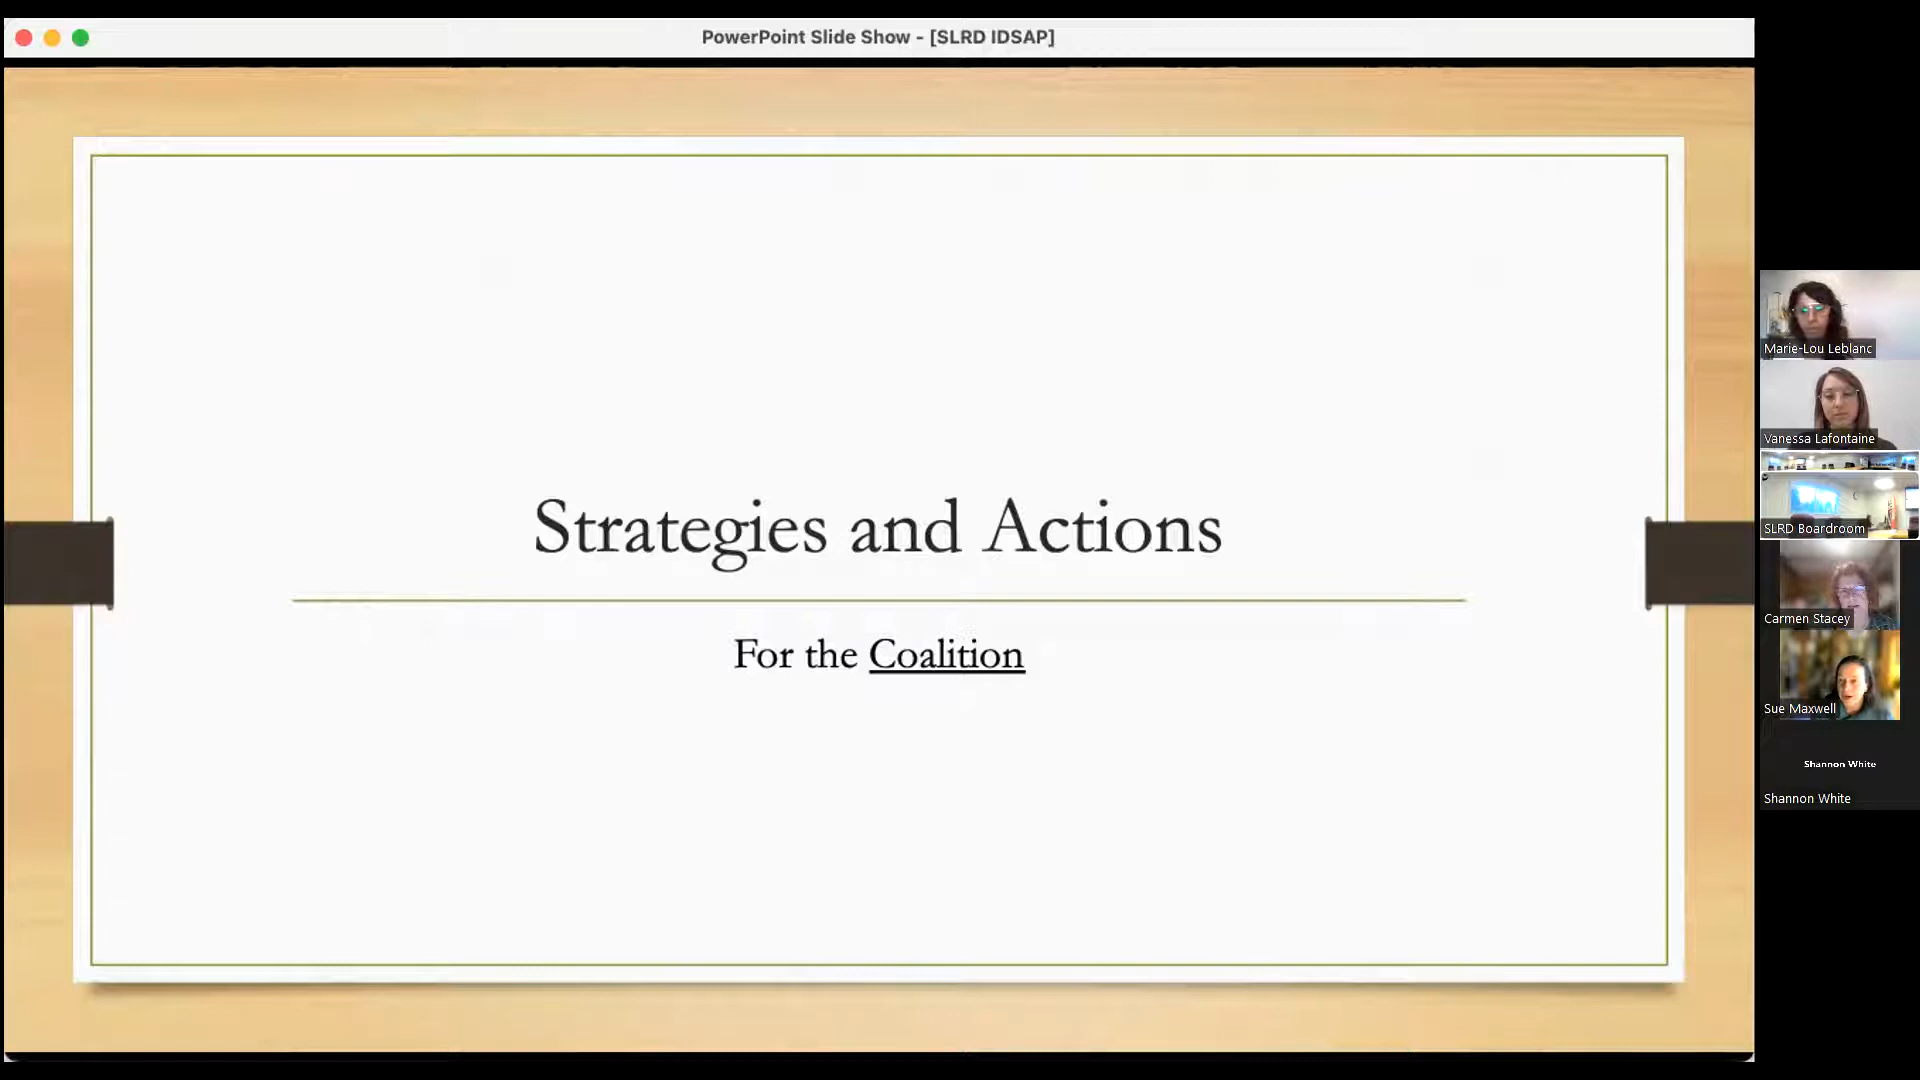 PowerPoint Slide Show - [SLRD IDSAP]
Strategies and Actions
For the Coalition
Marie-Lou Leblanc
Vanessa Lafontaine
SLRD Boardroom
Carmen Stacey
Sue Maxwell
Shannon White
Shannon White